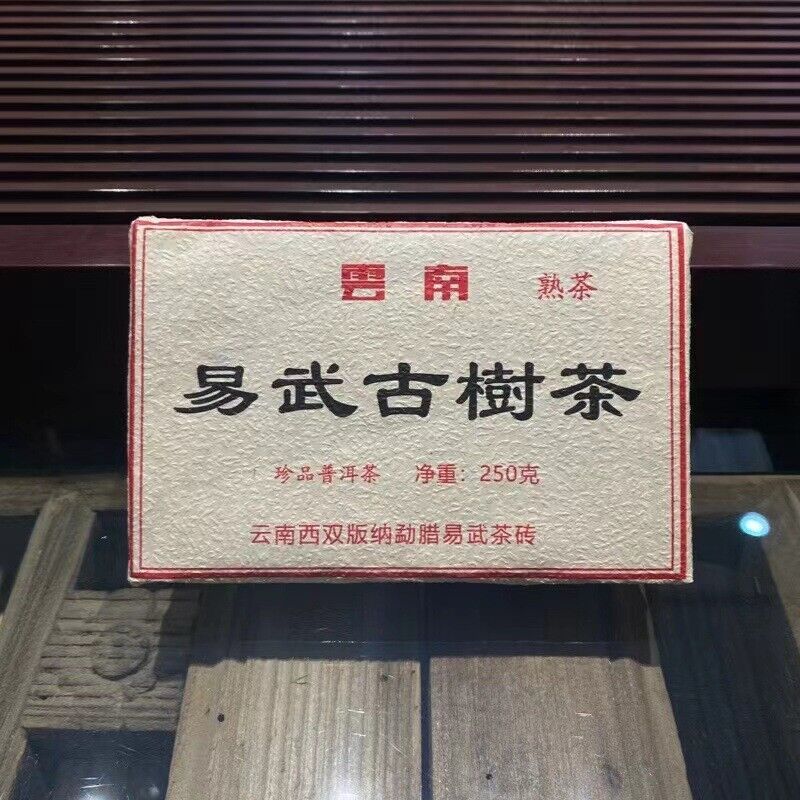 雲南 熟茶
易武古樹茶
珍品普洱茶 净重：250克
云南西双版纳勐腊易武茶砖